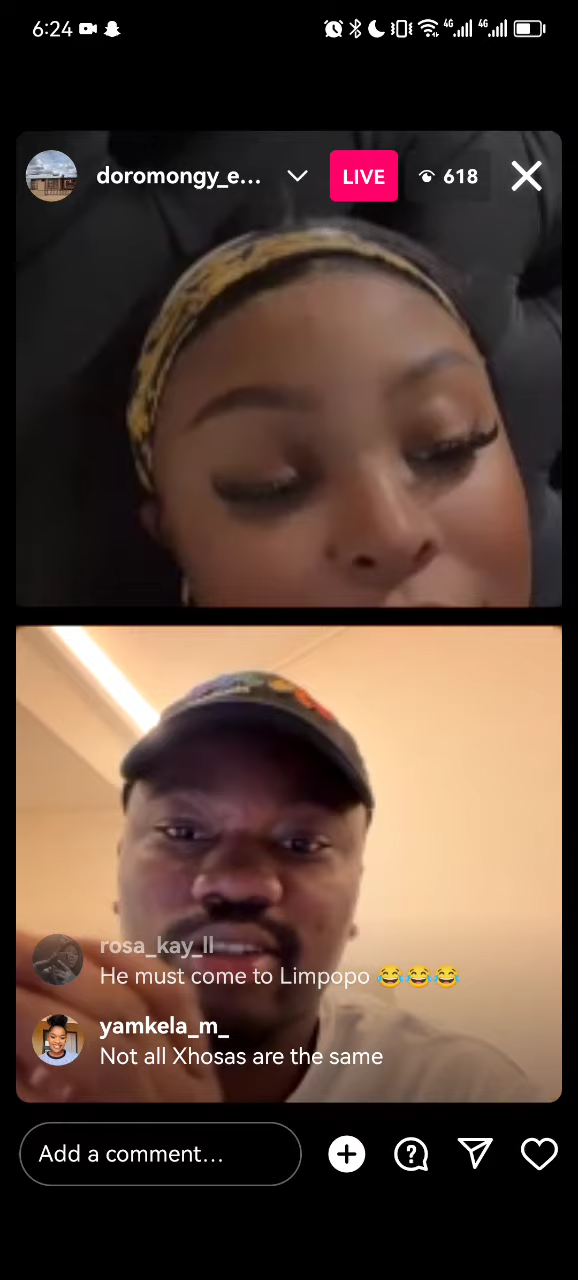 6:24
4G 4G
doromongy_e...
LIVE
618
rosa_kay_ll
He must come to Limpopo 😂😂😂
yamkela_m_
Not all Xhosas are the same
Add a comment...